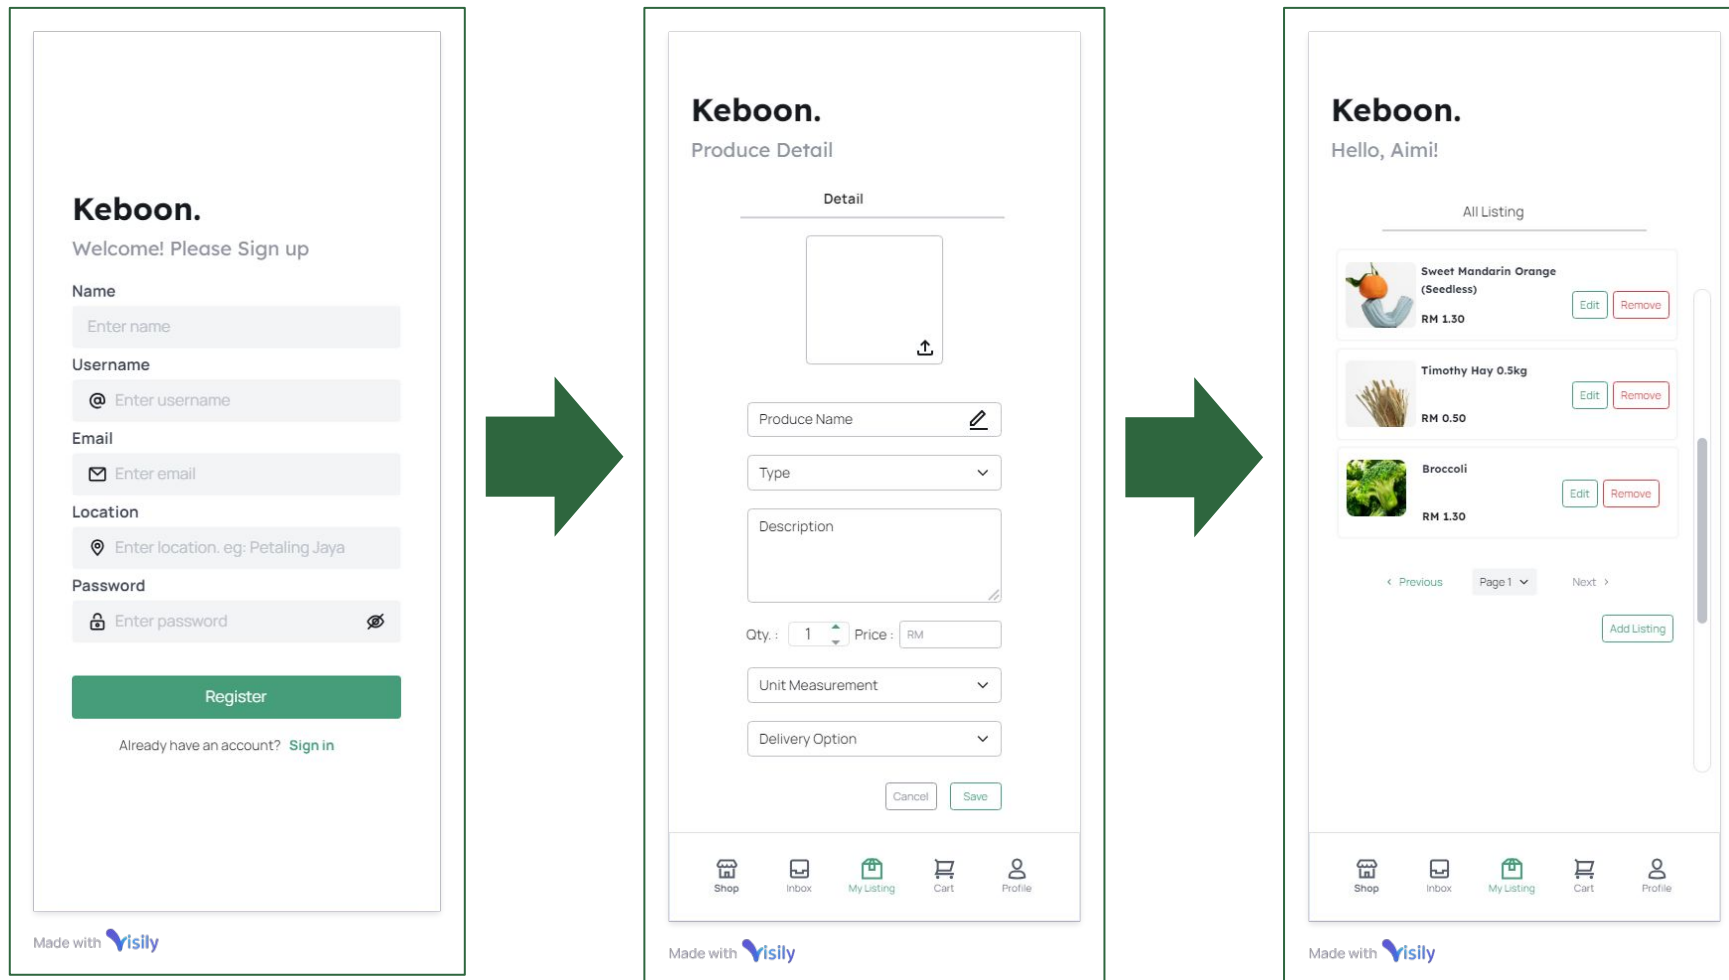 Keboon.
Welcome! Please Sign up
Name
Enter name
Username
@ Enter username
Email
Enter email
Location
Enter location. eg: Petaling Jaya
Password
Enter password
Register
Already have an account? Sign in
Made with Visily
Keboon.
Produce Detail
Detail
Produce Name
Type
Description
Qty. : 1 Price : RM
Unit Measurement
Delivery Option
Cancel Save
Shop Inbox My Listing Cart Profile
Made with Visily
Keboon.
Hello, Aimi!
All Listing
Sweet Mandarin Orange
(Seedless)
Edit Remove
RM 1.30
Timothy Hay 0.5kg
Edit Remove
RM 0.50
Broccoli
Edit Remove
RM 1.30
‹ Previous Page 1 Next ›
Add Listing
Shop Inbox My Listing Cart Profile
Made with Visily